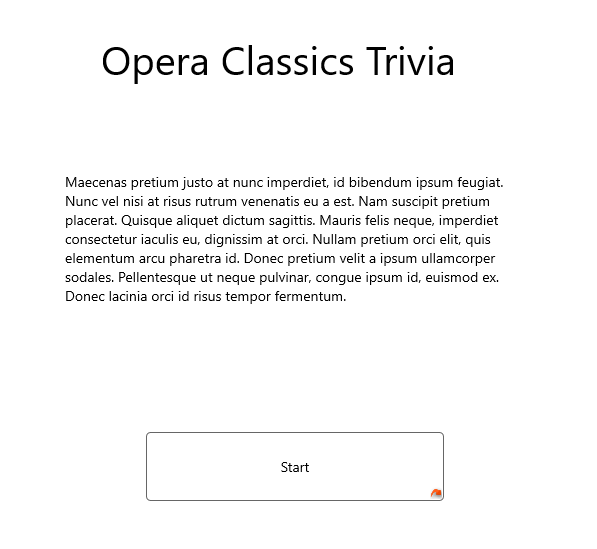 Opera Classics Trivia
Maecenas pretium justo at nunc imperdiet, id bibendum ipsum feugiat.
Nunc vel nisi at risus rutrum venenatis eu a est. Nam suscipit pretium
placerat. Quisque aliquet dictum sagittis. Mauris felis neque, imperdiet
consectetur iaculis eu, dignissim at orci. Nullam pretium orci elit, quis
elementum arcu pharetra id. Donec pretium velit a ipsum ullamcorper
sodales. Pellentesque ut neque pulvinar, congue ipsum id, euismod ex.
Donec lacinia orci id risus tempor fermentum.
Start